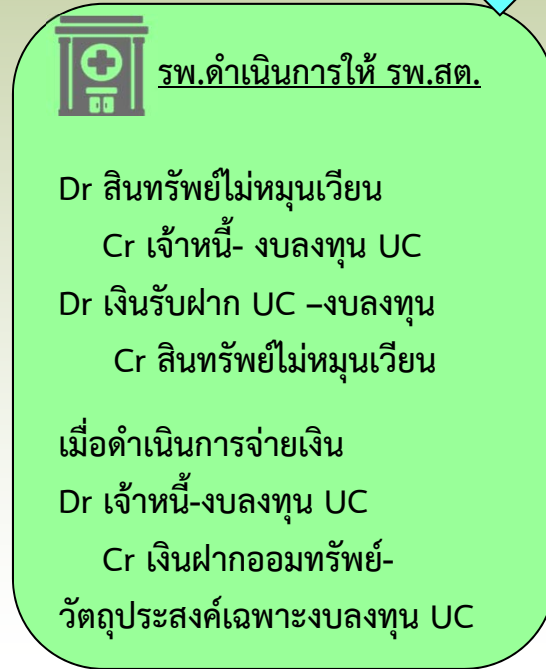 รพ.ดำเนินการให้ รพ.สต.
Dr สินทรัพย์ไม่หมุนเวียน
Cr เจ้าหนี้- งบลงทุน UC
Dr เงินรับฝาก UC –งบลงทุน
Cr สินทรัพย์ไม่หมุนเวียน
เมื่อดำเนินการจ่ายเงิน
Dr เจ้าหนี้-งบลงทุน UC
Cr เงินฝากออมทรัพย์-
วัตถุประสงค์เฉพาะงบลงทุน UC